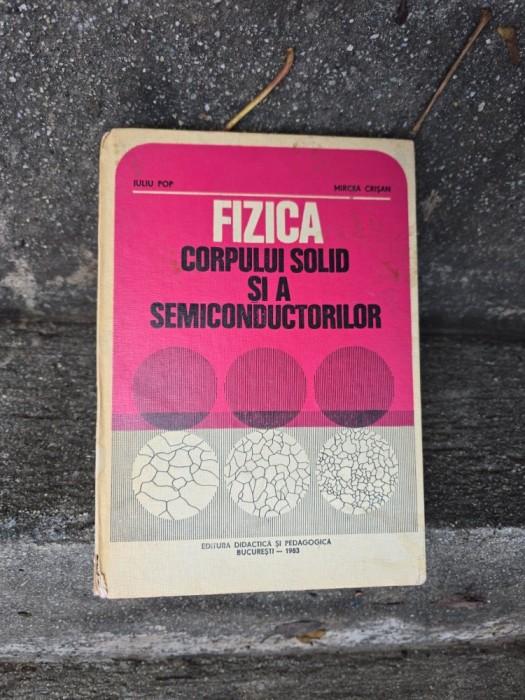 IULIU POP
MIRCEA CRIŞAN
FIZICA
CORPULUI SOLID
ŞI A
SEMICONDUCTORILOR
EDITURA DIDACTICĂ ŞI PEDAGOGICĂ
BUCUREŞTI — 1983